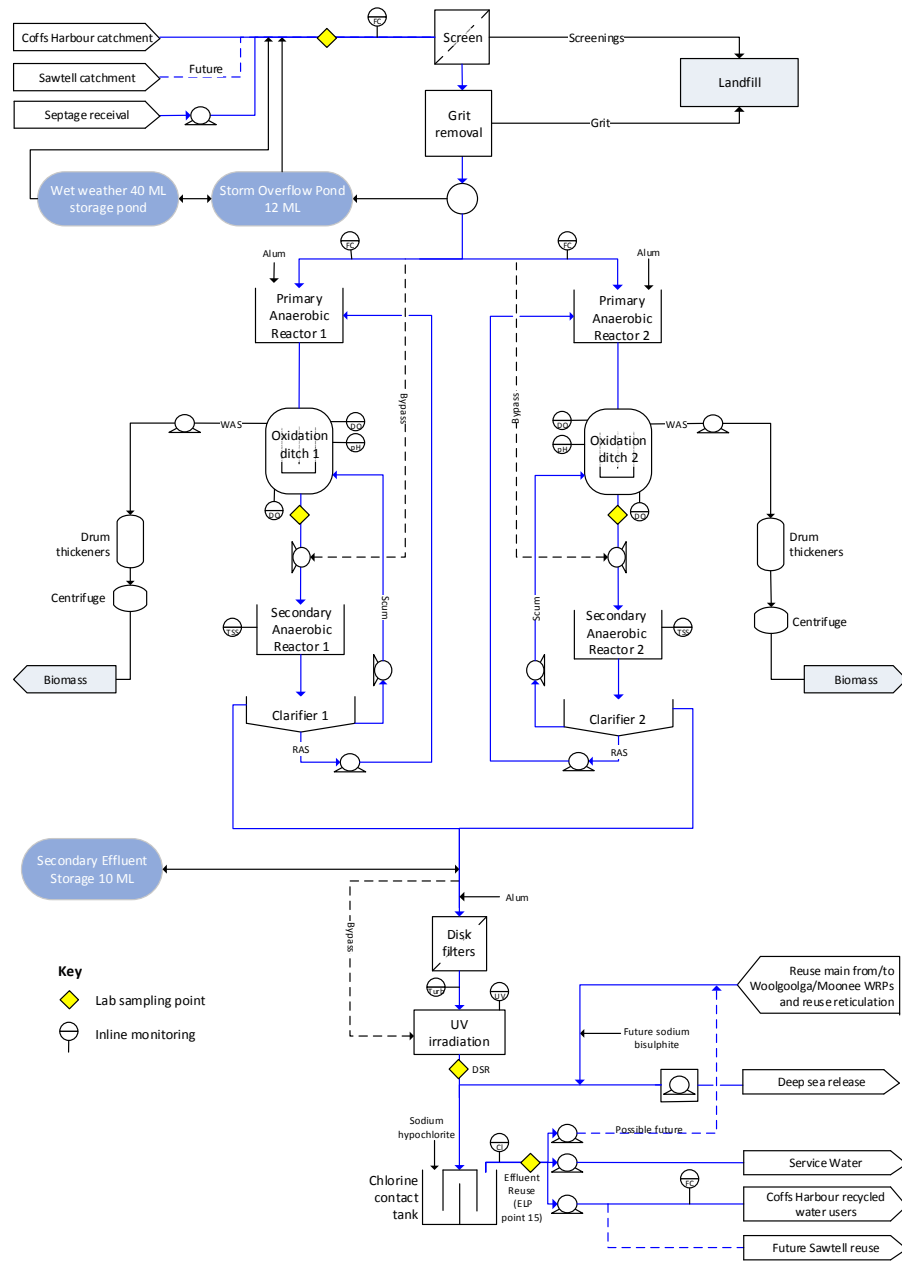 FC
Coffs Harbour catchment
Screen
Screenings
Future
Sawtell catchment
Landfill
Septage receival
Grit
removal
Grit
Wet weather 40 ML
storage pond
Storm Overflow Pond
12 ML
FC
FC
Alum
Alum
Primary
Anaerobic
Reactor 1
Primary
Anaerobic
Reactor 2
Bypass
Bypass
WAS
Oxidation
ditch 1
DO
pH
DO
DO
pH
Oxidation
ditch 2
WAS
DO
Drum
thickeners
Drum
thickeners
Centrifuge
Centrifuge
Scum
Scum
TSS
Secondary
Anaerobic
Reactor 1
Secondary
Anaerobic
Reactor 2
TSS
Biomass
Biomass
Clarifier 1
Clarifier 2
RAS
RAS
Secondary Effluent
Storage 10 ML
Alum
Bypass
Disk
filters
Key
Lab sampling point
Inline monitoring
Turb
UV
UV
irradiation
Reuse main from/to
Woolgoolga/Moonee WRPs
and reuse reticulation
Future sodium
bisulphite
DSR
Deep sea release
Sodium
hypochlorite
Possible future
Cl
Chlorine
contact
tank
Effluent
Reuse
(ELP
point 15)
Service Water
FC
Coffs Harbour recycled
water users
Future Sawtell reuse